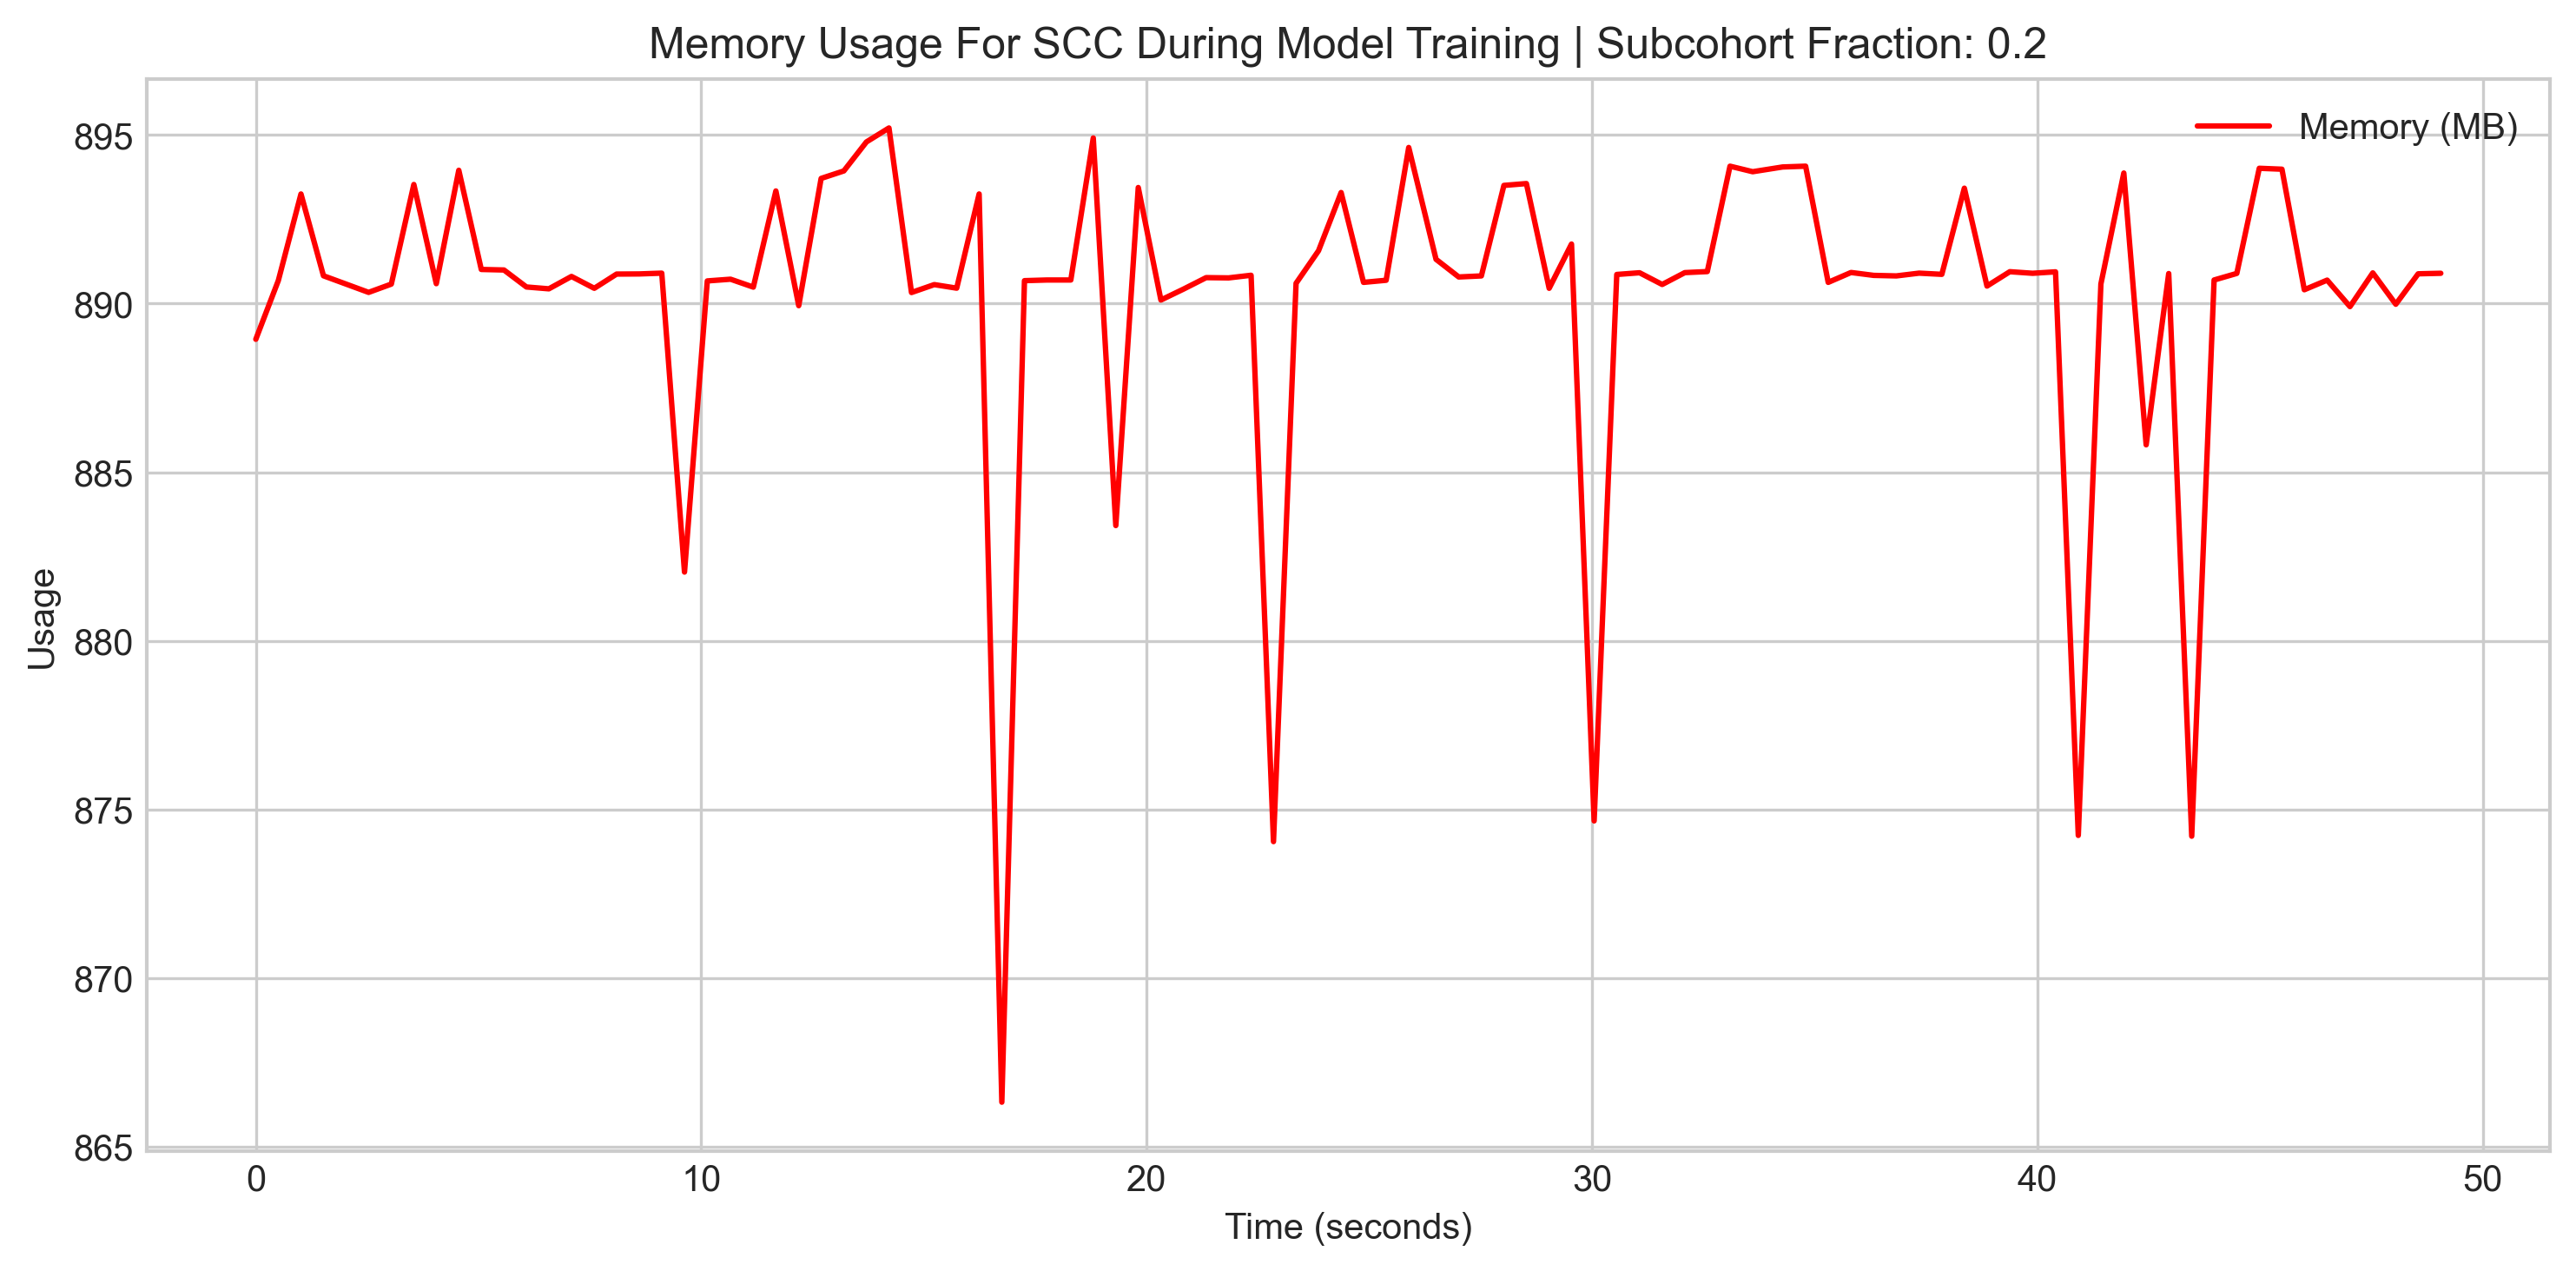 Memory Usage For SCC During Model Training | Subcohort Fraction: 0.2
Memory (MB)
895
890
885
880
875
870
865
Usage
0 10 20 30 40 50
Time (seconds)